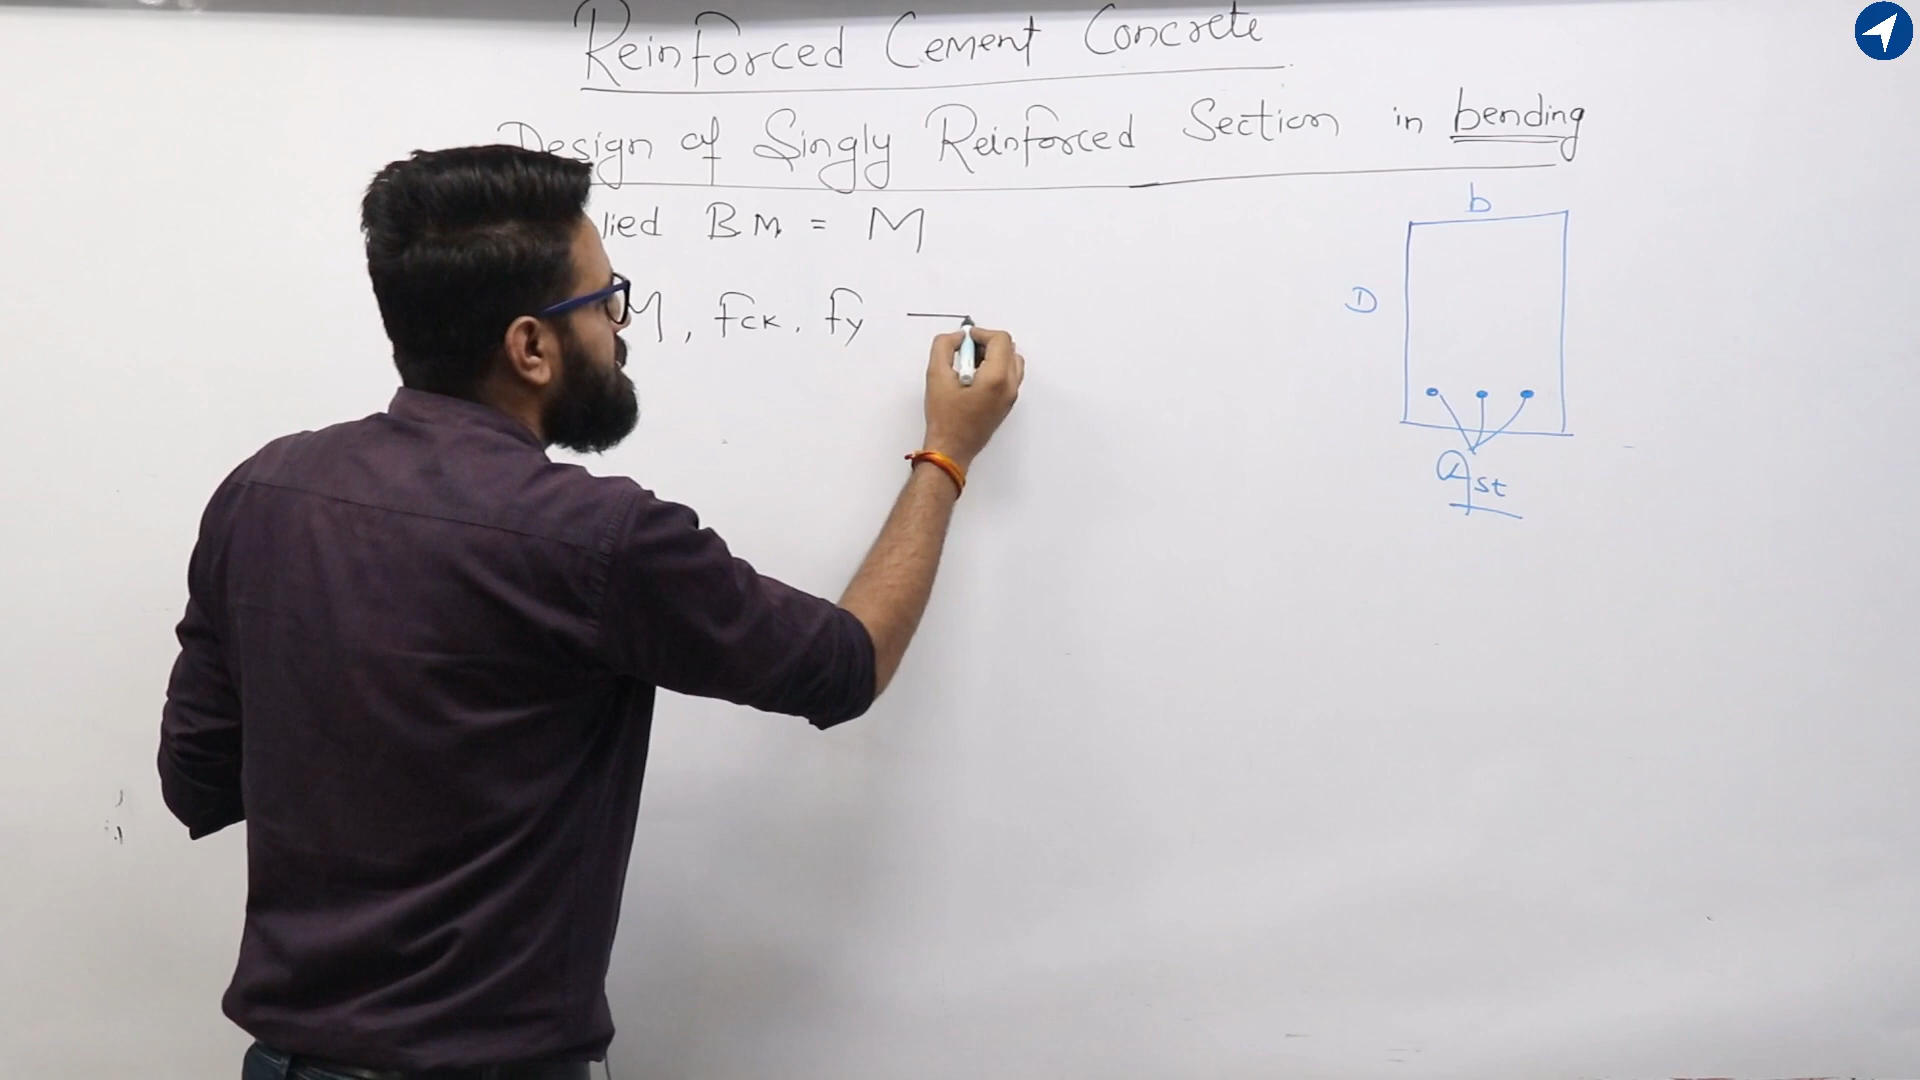 Reinforced Cement Concrete
Design of Singly Reinforced Section in bending
lied BM = M
M, fck, fy
b
D
Ast